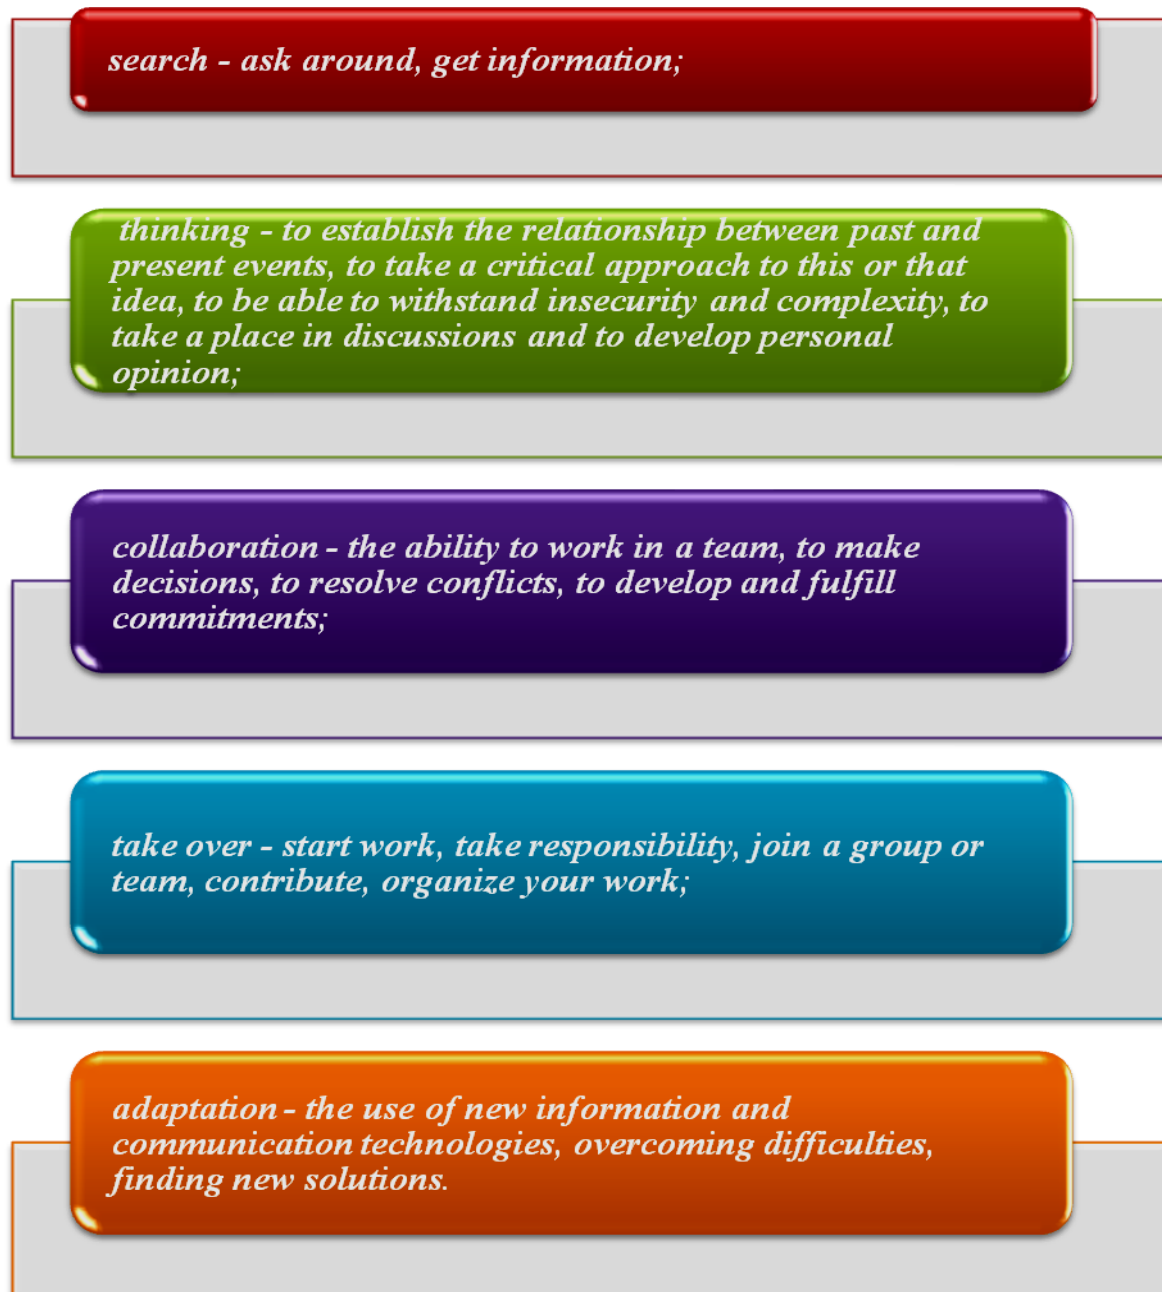 search - ask around, get information;
thinking - to establish the relationship between past and
present events, to take a critical approach to this or that
idea, to be able to withstand insecurity and complexity, to
take a place in discussions and to develop personal
opinion;
collaboration - the ability to work in a team, to make
decisions, to resolve conflicts, to develop and fulfill
commitments;
take over - start work, take responsibility, join a group or
team, contribute, organize your work;
adaptation - the use of new information and
communication technologies, overcoming difficulties,
finding new solutions.